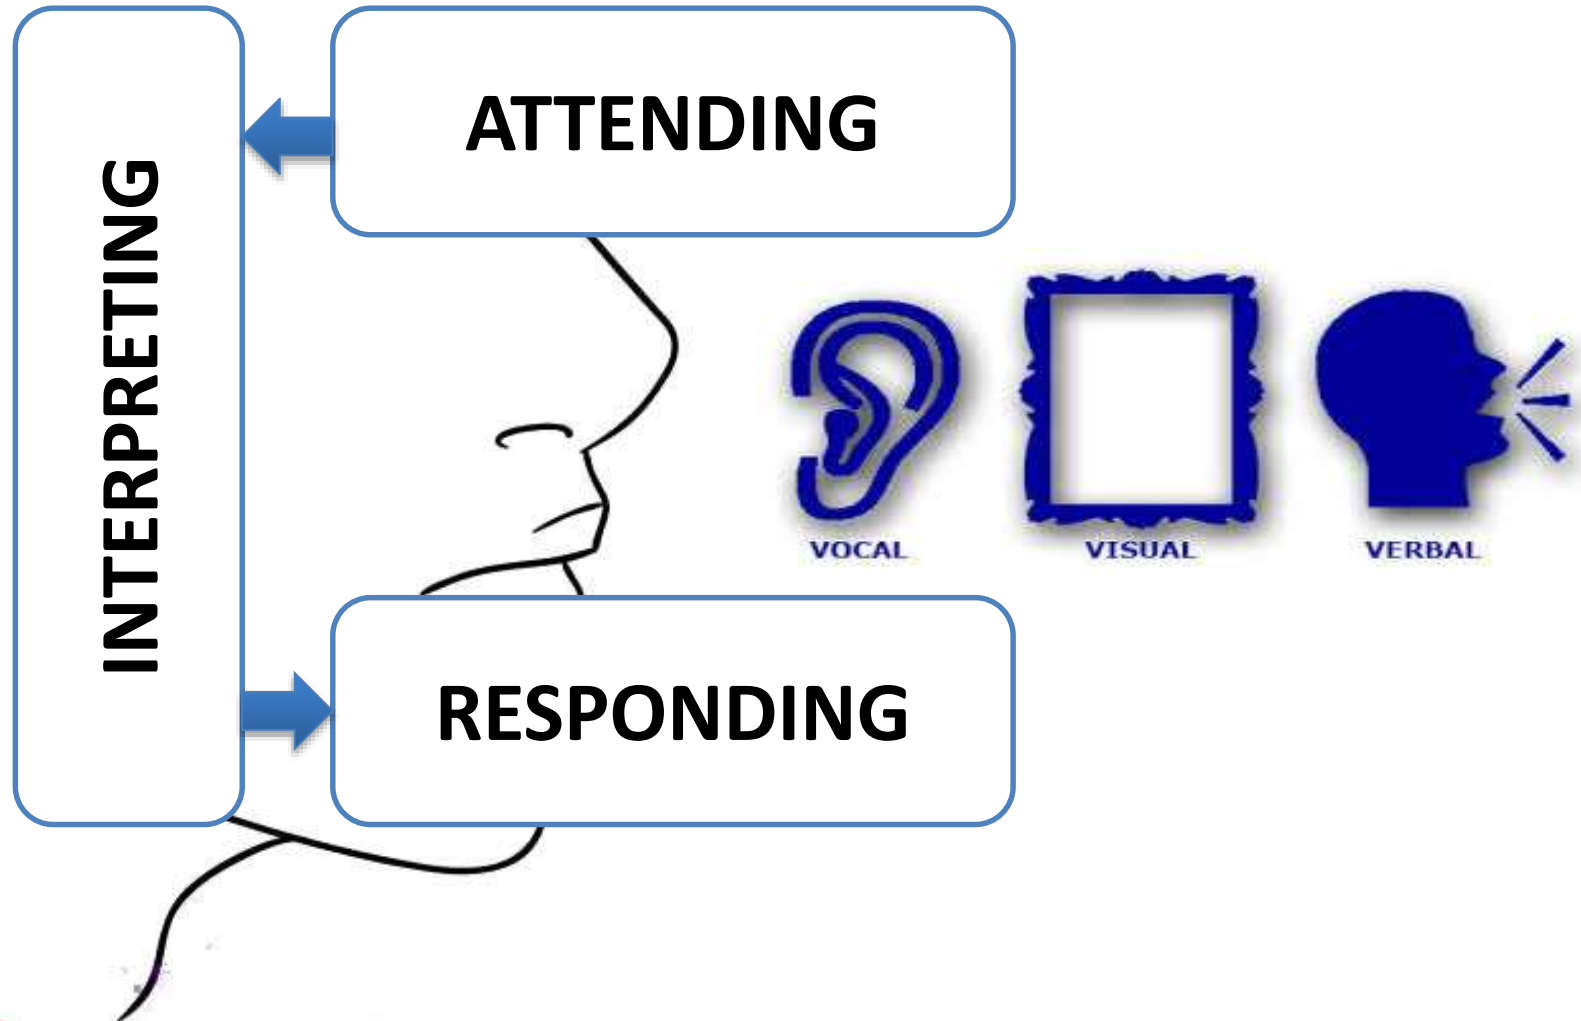 INTERPRETING
ATTENDING
VOCAL
VISUAL
VERBAL
RESPONDING